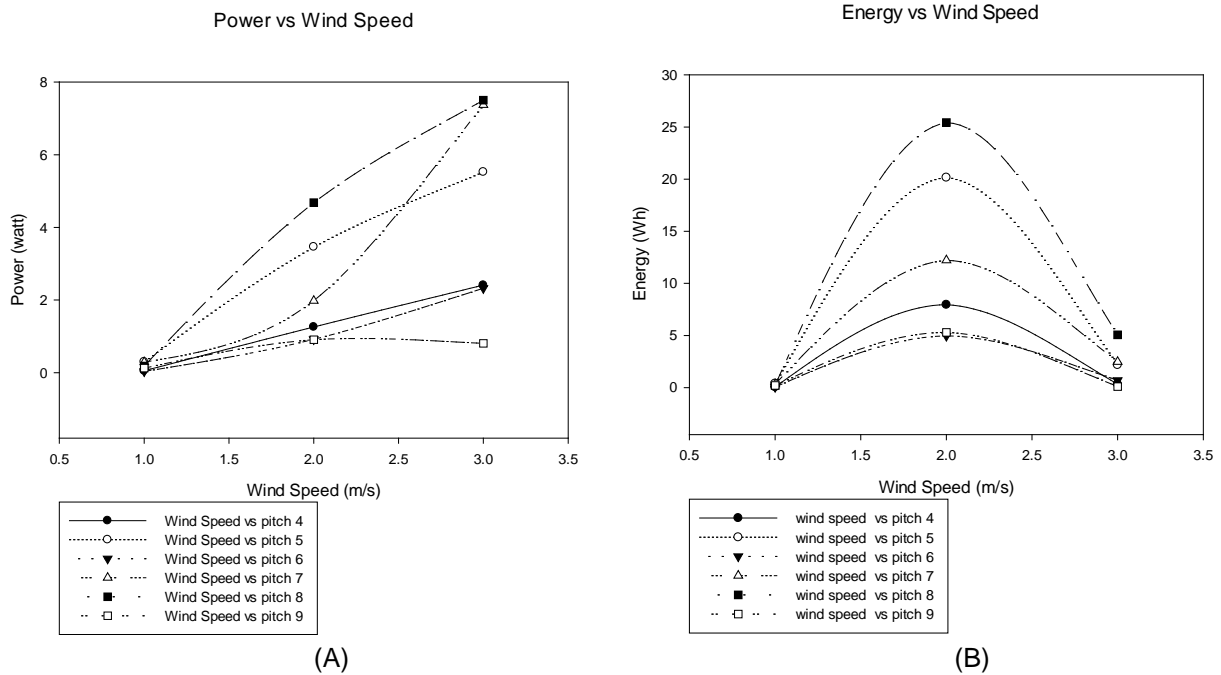 Power vs Wind Speed
8
6
4
2
0
Power (watt)
0.5 1.0 1.5 2.0 2.5 3.0 3.5
Wind Speed (m/s)
Wind Speed vs pitch 4
Wind Speed vs pitch 5
Wind Speed vs pitch 6
Wind Speed vs pitch 7
Wind Speed vs pitch 8
Wind Speed vs pitch 9
(A)
Energy vs Wind Speed
30
25
20
15
10
5
0
Energy (Wh)
0.5 1.0 1.5 2.0 2.5 3.0 3.5
Wind Speed (m/s)
wind speed vs pitch 4
wind speed vs pitch 5
wind speed vs pitch 6
wind speed vs pitch 7
wind speed vs pitch 8
wind speed vs pitch 9
(B)